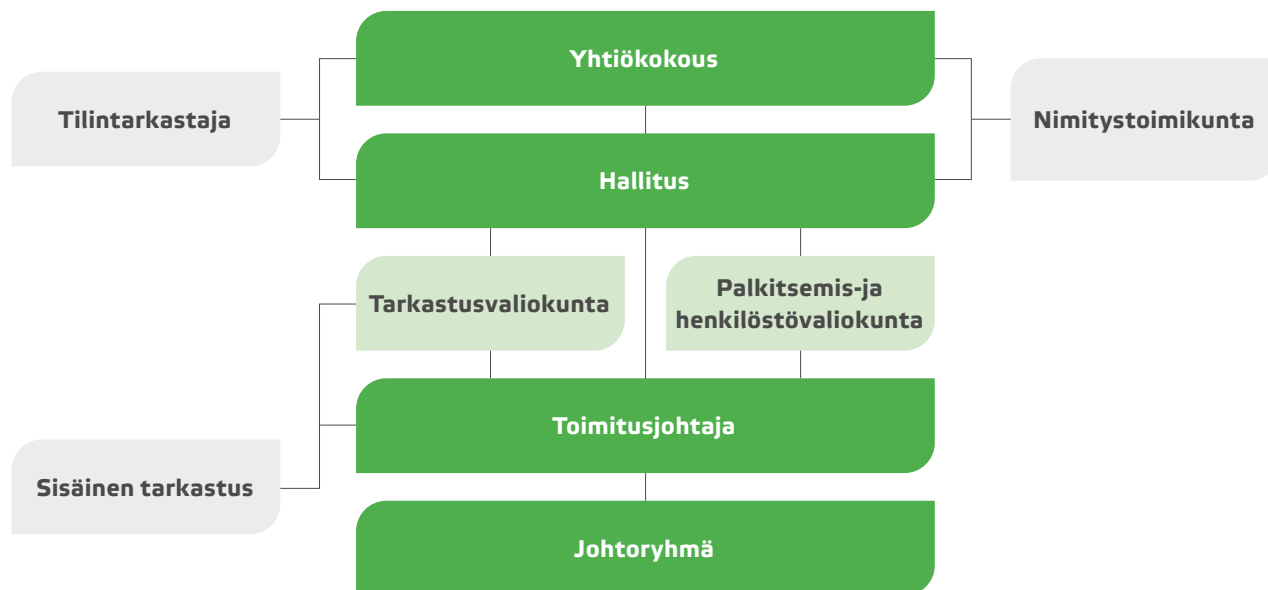 Yhtiökokous
Tilintarkastaja
Nimitystoimikunta
Hallitus
Tarkastusvaliokunta
Palkitsemis-ja
henkilöstövaliokunta
Toimitusjohtaja
Sisäinen tarkastus
Johtoryhmä